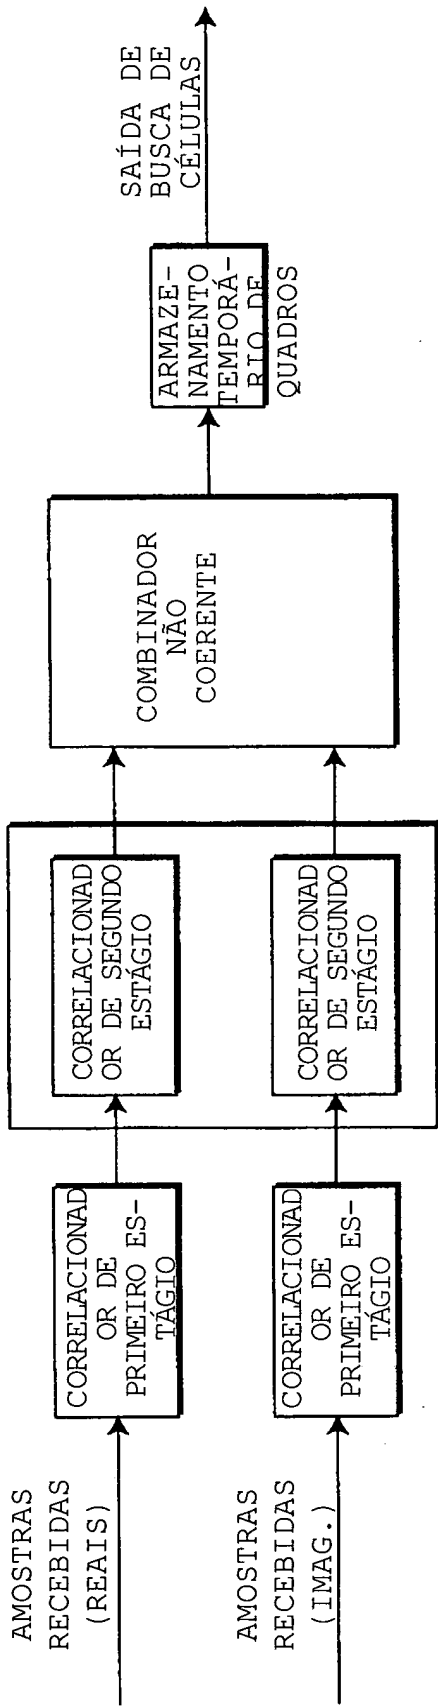 AMOSTRAS
RECEBIDAS
(REAIS)
CORRELACIONAD
OR DE
PRIMEIRO ES-
TÁGIO
CORRELACIONAD
OR DE SEGUNDO
ESTÁGIO
AMOSTRAS
RECEBIDAS
(IMAG.)
CORRELACIONAD
OR DE
PRIMEIRO ES-
TÁGIO
CORRELACIONAD
OR DE SEGUNDO
ESTÁGIO
COMBINADOR
NÃO
COERENTE
ARMAZE-
NAMENTO
TEMPORÁ-
RIO DE
QUADROS
SAÍDA DE
BUSCA DE
CÉLULAS